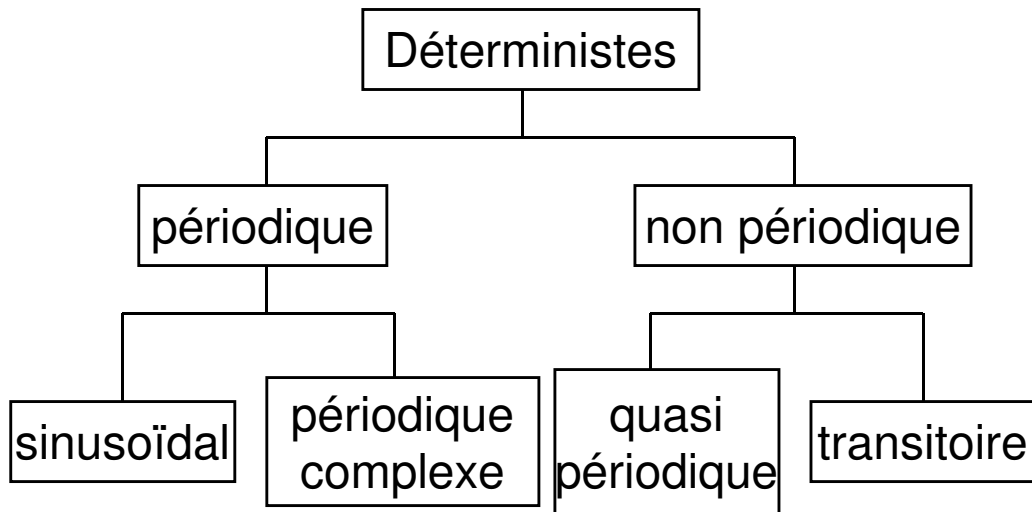 Déterministes
périodique
non périodique
sinusoïdal
périodique
complexe
quasi
périodique
transitoire